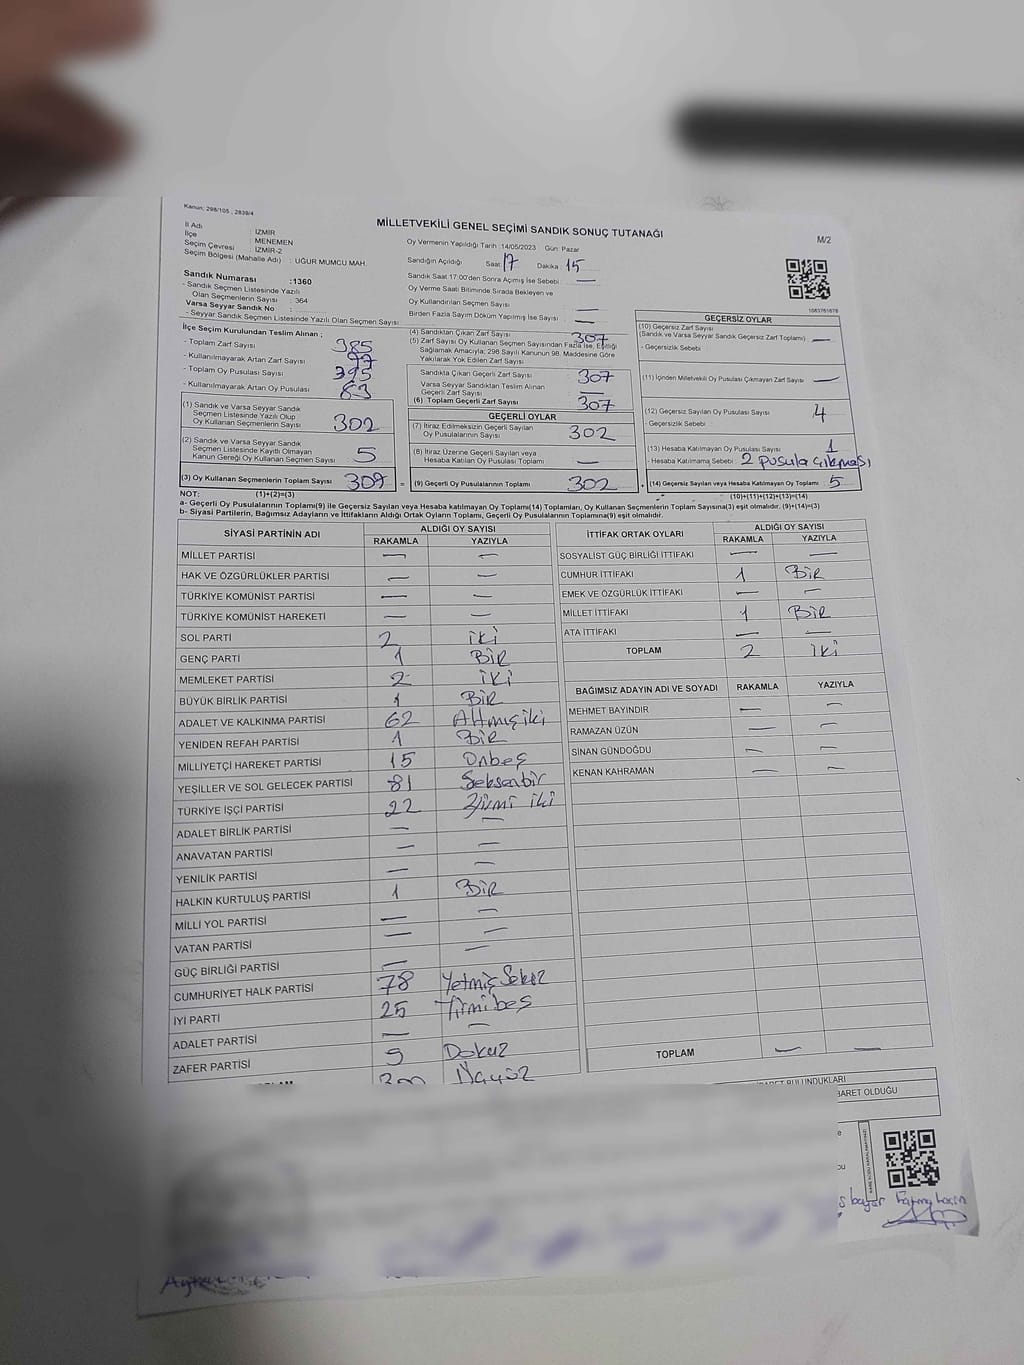 Kanun: 298/105 , 2839/4
MİLLETVEKİLİ GENEL SEÇİMİ SANDIK SONUÇ TUTANAĞI
M/2
İl Adı : İZMİR
İlçe : MENEMEN
Seçim Çevresi : İZMİR-2
Seçim Bölgesi (Mahalle Adı) : UĞUR MUMCU MAH.
Sandık Numarası :1360
- Sandık Seçmen Listesinde Yazılı
Olan Seçmenlerin Sayısı : 364
Varsa Seyyar Sandık No :
- Seyyar Sandık Seçmen Listesinde Yazılı Olan Seçmen Sayısı
Oy Vermenin Yapıldığı Tarih :14/05/2023 Gün: Pazar
Sandığın Açıldığı Saat 17 Dakika 15
Sandık Saat 17:00'den Sonra Açılmış İse Sebebi : —
Oy Verme Saati Bitiminde Sırada Bekleyen ve
Oy Kullandırılan Seçmen Sayısı —
Birden Fazla Sayım Döküm Yapılmış İse Sayısı : —
1083761678
İlçe Seçim Kurulundan Teslim Alınan ;
- Toplam Zarf Sayısı 385
- Kullanılmayarak Artan Zarf Sayısı 77
- Toplam Oy Pusulası Sayısı 395
- Kullanılmayarak Artan Oy Pusulası 83
(1) Sandık ve Varsa Seyyar Sandık
Seçmen Listesinde Yazılı Olup
Oy Kullanan Seçmenlerin Sayısı 302
(2) Sandık ve Varsa Seyyar Sandık
Seçmen Listesinde Kayıtlı Olmayan
Kanun Gereği Oy Kullanan Seçmen Sayısı 5
(3) Oy Kullanan Seçmenlerin Toplam Sayısı 307
(4) Sandıktan Çıkan Zarf Sayısı 307
(5) Zarf Sayısı Oy Kullanan Seçmen Sayısından Fazla İse, Eşitliği
Sağlamak Amacıyla; 298 Sayılı Kanunun 98. Maddesine Göre
Yakılarak Yok Edilen Zarf Sayısı
Sandıkta Çıkan Geçerli Zarf Sayısı 307
Varsa Seyyar Sandıktan Teslim Alınan
Geçerli Zarf Sayısı : —
(6) Toplam Geçerli Zarf Sayısı 307
GEÇERLİ OYLAR
(7) İtiraz Edilmeksizin Geçerli Sayılan
Oy Pusulalarının Sayısı 302
(8) İtiraz Üzerine Geçerli Sayılan veya
Hesaba Katılan Oy Pusulası Toplamı —
= (9) Geçerli Oy Pusulalarının Toplamı 302
GEÇERSİZ OYLAR
(10) Geçersiz Zarf Sayısı
(Sandık ve Varsa Seyyar Sandık Geçersiz Zarf Toplamı) —
- Geçersizlik Sebebi :
(11) İçinden Milletvekili Oy Pusulası Çıkmayan Zarf Sayısı —
(12) Geçersiz Sayılan Oy Pusulası Sayısı 4
- Geçersizlik Sebebi :
(13) Hesaba Katılmayan Oy Pusulası Sayısı 1
- Hesaba Katılmama Sebebi : 2 pusula çıkması
+ (14) Geçersiz Sayılan veya Hesaba Katılmayan Oy Toplamı 5
NOT: (1)+(2)=(3) (10)+(11)+(12)+(13)=(14)
a- Geçerli Oy Pusulalarının Toplamı(9) ile Geçersiz Sayılan veya Hesaba katılmayan Oy Toplamı(14) Toplamları, Oy Kullanan Seçmenlerin Toplam Sayısına(3) eşit olmalıdır. (9)+(14)=(3)
b- Siyasi Partilerin, Bağımsız Adayların ve İttifakların Aldığı Ortak Oyların Toplamı, Geçerli Oy Pusulalarının Toplamına(9) eşit olmalıdır.
SİYASİ PARTİNİN ADI ALDIĞI OY SAYISI
RAKAMLA YAZIYLA
MİLLET PARTİSİ — —
HAK VE ÖZGÜRLÜKLER PARTİSİ — —
TÜRKİYE KOMÜNİST PARTİSİ — —
TÜRKİYE KOMÜNİST HAREKETİ — —
SOL PARTİ 2 iki
GENÇ PARTİ 1 BİR
MEMLEKET PARTİSİ 2 iki
BÜYÜK BİRLİK PARTİSİ 1 BİR
ADALET VE KALKINMA PARTİSİ 62 Altmışiki
YENİDEN REFAH PARTİSİ 1 BİR
MİLLİYETÇİ HAREKET PARTİSİ 15 Onbeş
YEŞİLLER VE SOL GELECEK PARTİSİ 81 Seksenbir
TÜRKİYE İŞÇİ PARTİSİ 22 Yirmi iki
ADALET BİRLİK PARTİSİ — —
ANAVATAN PARTİSİ — —
YENİLİK PARTİSİ — —
HALKIN KURTULUŞ PARTİSİ 1 BİR
MİLLİ YOL PARTİSİ — —
VATAN PARTİSİ — —
GÜÇ BİRLİĞİ PARTİSİ — —
CUMHURİYET HALK PARTİSİ 78 Yetmiş Sekiz
İYİ PARTİ 25 Yirmibeş
ADALET PARTİSİ — —
ZAFER PARTİSİ 9 Dokuz
300 Üçyüz
İTTİFAK ORTAK OYLARI ALDIĞI OY SAYISI
RAKAMLA YAZIYLA
SOSYALİST GÜÇ BİRLİĞİ İTTİFAKI — —
CUMHUR İTTİFAKI 1 BİR
EMEK VE ÖZGÜRLÜK İTTİFAKI — —
MİLLET İTTİFAKI 1 BİR
ATA İTTİFAKI — —
TOPLAM 2 iki
BAĞIMSIZ ADAYIN ADI VE SOYADI RAKAMLA YAZIYLA
MEHMET BAYINDIR — —
RAMAZAN ÜZÜN — —
SİNAN GÜNDOĞDU — —
KENAN KAHRAMAN — —
TOPLAM — —
BULUNDUKLARI
BARET OLDUĞU